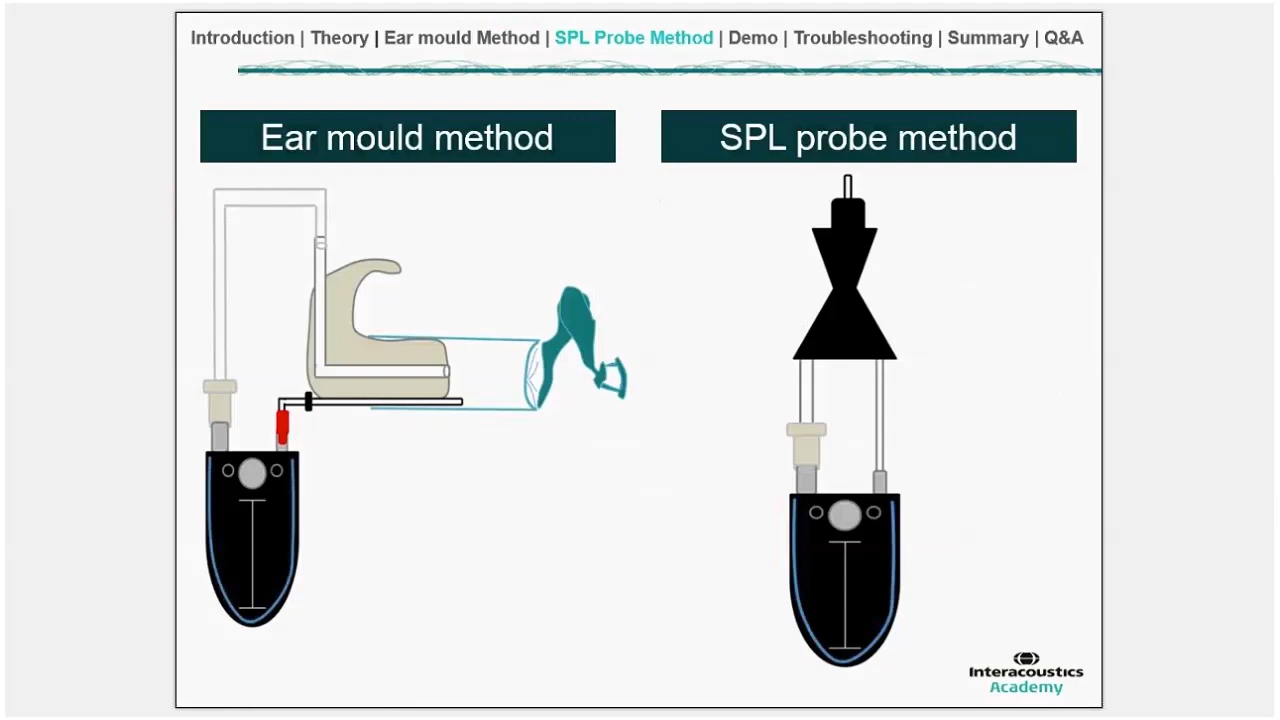 Introduction | Theory | Ear mould Method | SPL Probe Method | Demo | Troubleshooting | Summary | Q&A
Ear mould method
SPL probe method
Interacoustics
Academy